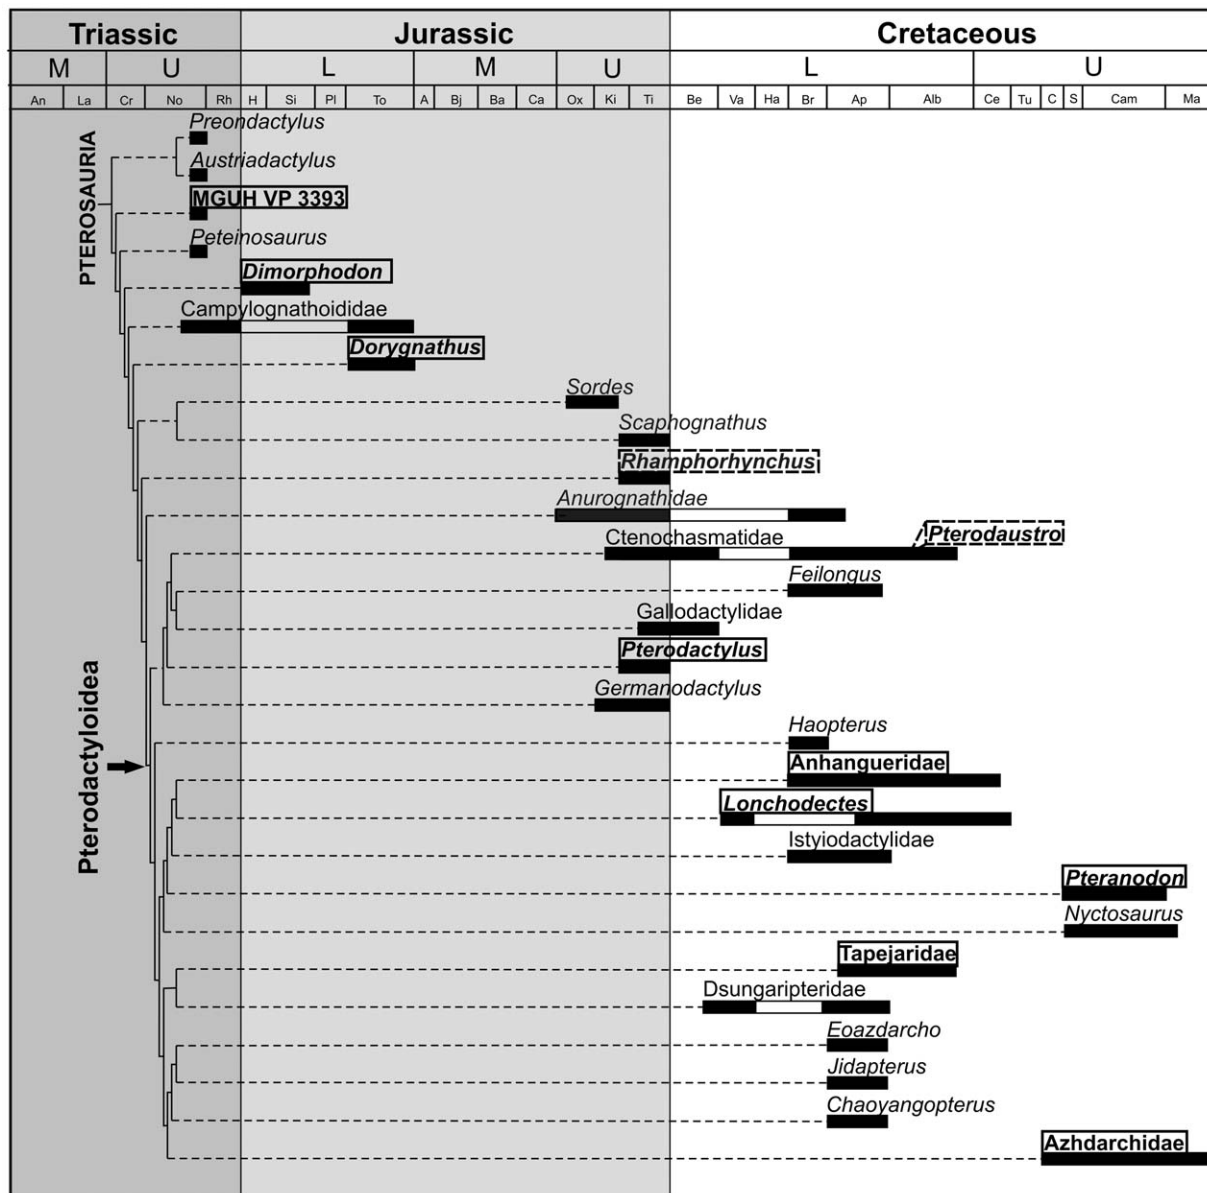 Triassic Jurassic Cretaceous
M U L M U L U
An La Cr No Rh H Si Pl To A Bj Ba Ca Ox Ki Ti Be Va Ha Br Ap Alb Ce Tu C S Cam Ma
PTEROSAURIA
Preondactylus
Austriadactylus
MGUH VP 3393
Peteinosaurus
Dimorphodon
Campylognathoididae
Dorygnathus
Sordes
Scaphognathus
Rhamphorhynchus
Anurognathidae
Ctenochasmatidae
Pterodaustro
Feilongus
Gallodactylidae
Pterodactylus
Germanodactylus
Pterodactyloidea
Haopterus
Anhangueridae
Lonchodectes
Istyiodactylidae
Pteranodon
Nyctosaurus
Tapejaridae
Dsungaripteridae
Eoazdarcho
Jidapterus
Chaoyangopterus
Azhdarchidae